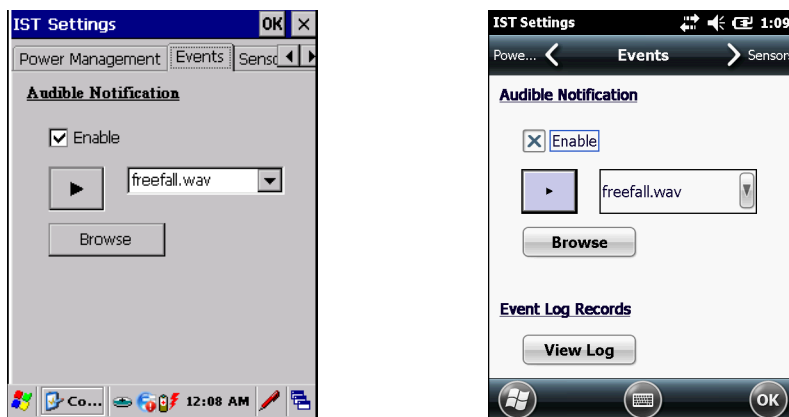 IST Settings OK
Power Management Events Senso
Audible Notification
Enable
freefall.wav
Browse
Co... 12:08 AM
IST Settings 1:09
Powe... Events Sensors
Audible Notification
Enable
freefall.wav
Browse
Event Log Records
View Log
OK